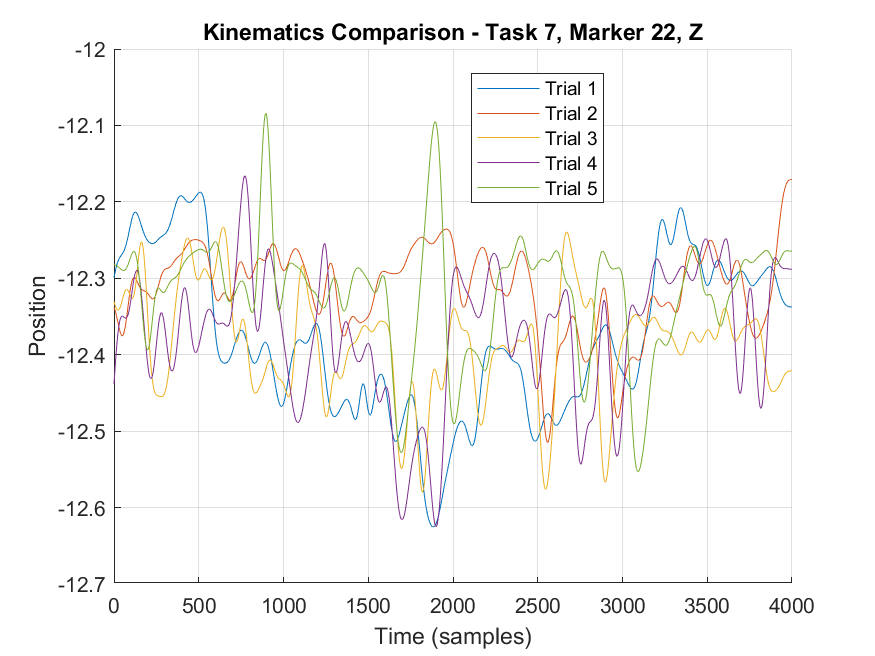 Kinematics Comparison - Task 7, Marker 22, Z
-12
-12.1
-12.2
-12.3
-12.4
-12.5
-12.6
-12.7
Position
Trial 1
Trial 2
Trial 3
Trial 4
Trial 5
0 500 1000 1500 2000 2500 3000 3500 4000
Time (samples)